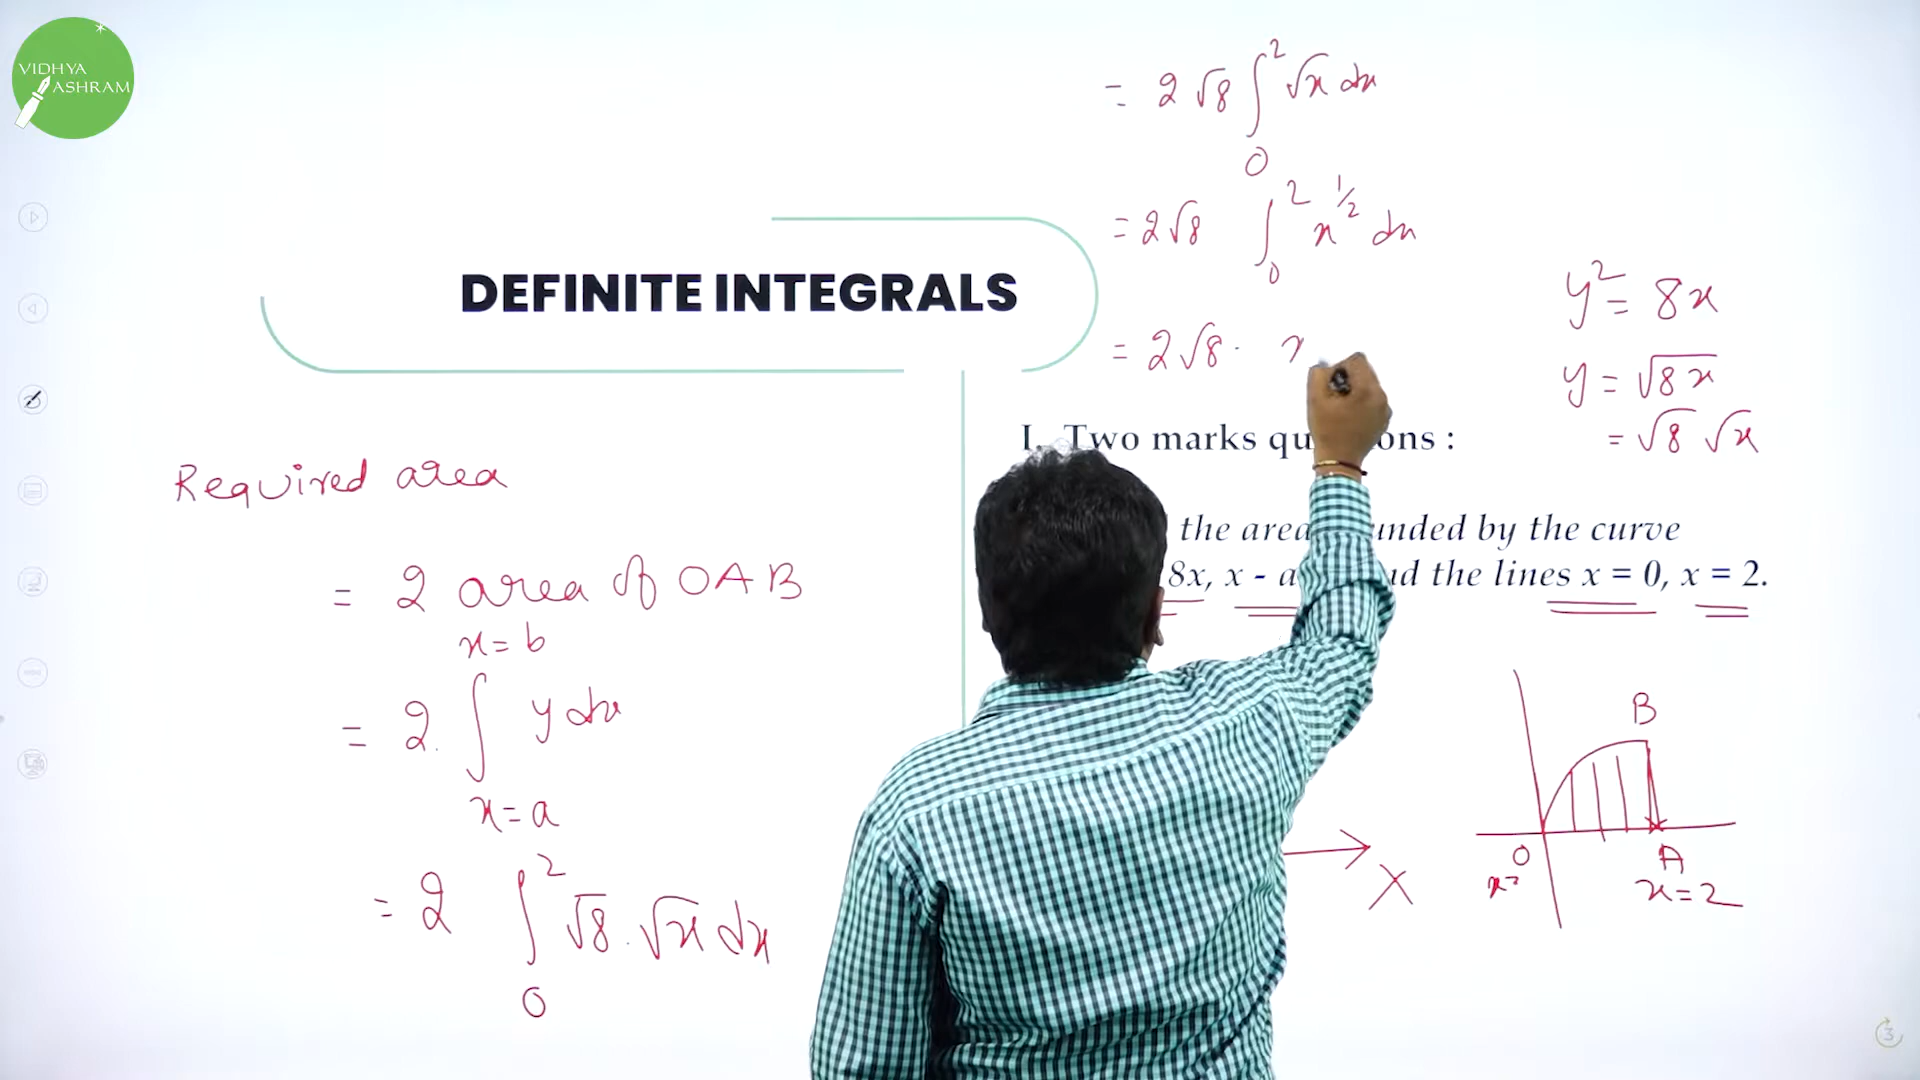 VIDHYA
ASHRAM
DEFINITE INTEGRALS
Required area
= 2 area of OAB
= 2. ∫ y dx
x = b
x = a
= 2 ∫₀² √8 . √x dx
= 2 √8 ∫₀² √x dx
= 2 √8 ∫₀² x^1/2 dx
= 2 √8 . x
y² = 8x
y = √8x
= √8 √x
I. Two marks qu ons :
the area unded by the curve
8x, x - a d the lines x = 0, x = 2.
X
B
O
A
x=
x = 2
3